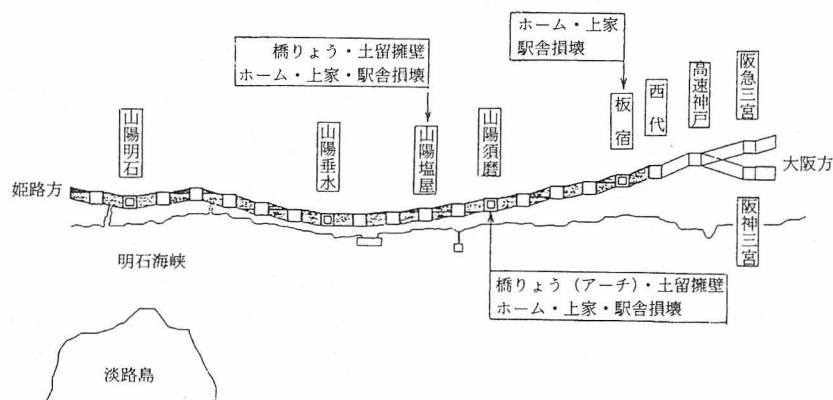 ホーム・上家
駅舎損壊
橋りょう・土留擁壁
ホーム・上家・駅舎損壊
阪急三宮
高速神戸
西代
板宿
山陽須磨
山陽塩屋
山陽垂水
山陽明石
姫路方
大阪方
阪神三宮
明石海峡
橋りょう（アーチ）・土留擁壁
ホーム・上家・駅舎損壊
淡路島